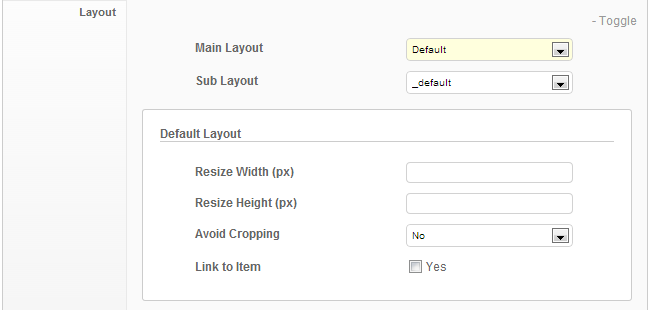 Layout
- Toggle
Main Layout Default
Sub Layout _default
Default Layout
Resize Width (px)
Resize Height (px)
Avoid Cropping No
Link to Item Yes